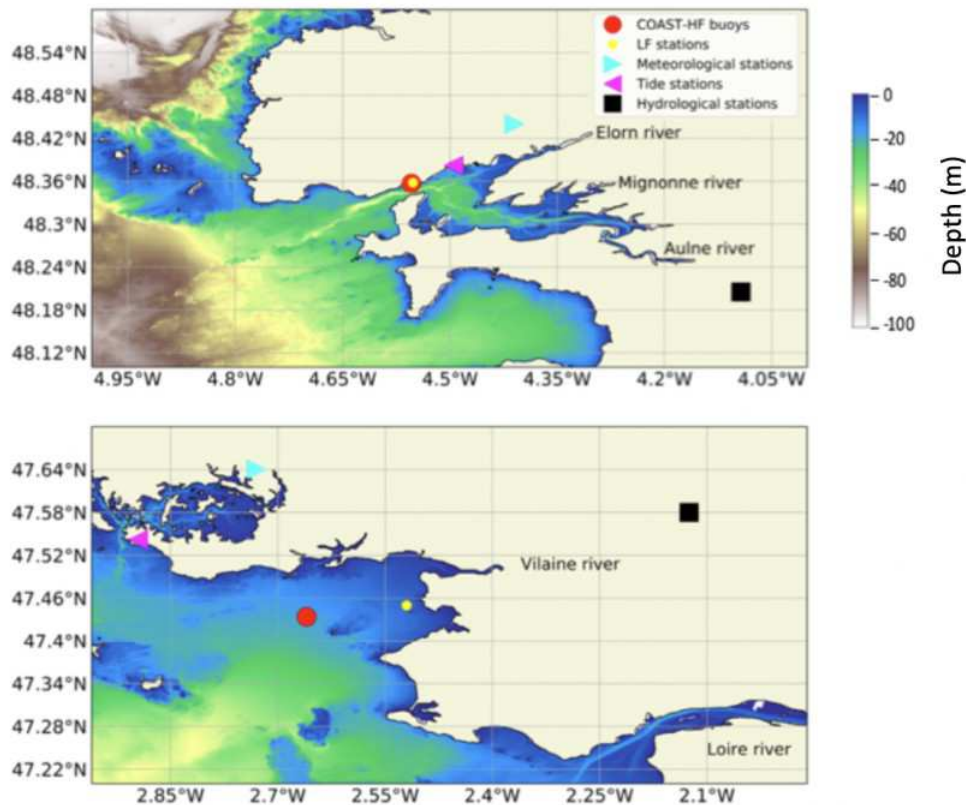 COAST-HF buoys
LF stations
Meteorological stations
Tide stations
Hydrological stations
48.54°N
48.48°N
48.42°N
48.36°N
48.3°N
48.24°N
48.18°N
48.12°N
Elorn river
Mignonne river
Aulne river
4.95°W 4.8°W 4.65°W 4.5°W 4.35°W 4.2°W 4.05°W
0
-20
-40
-60
-80
-100
Depth (m)
47.64°N
47.58°N
47.52°N
47.46°N
47.4°N
47.34°N
47.28°N
47.22°N
Vilaine river
Loire river
2.85°W 2.7°W 2.55°W 2.4°W 2.25°W 2.1°W